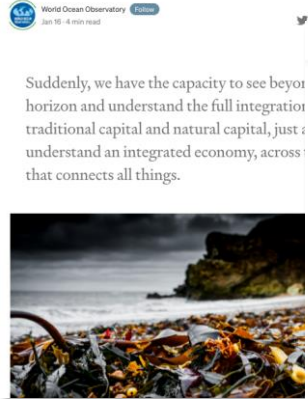 World Ocean Observatory Follow
Jan 16 · 4 min read
Suddenly, we have the capacity to see beyon
horizon and understand the full integration
traditional capital and natural capital, just a
understand an integrated economy, across
that connects all things.